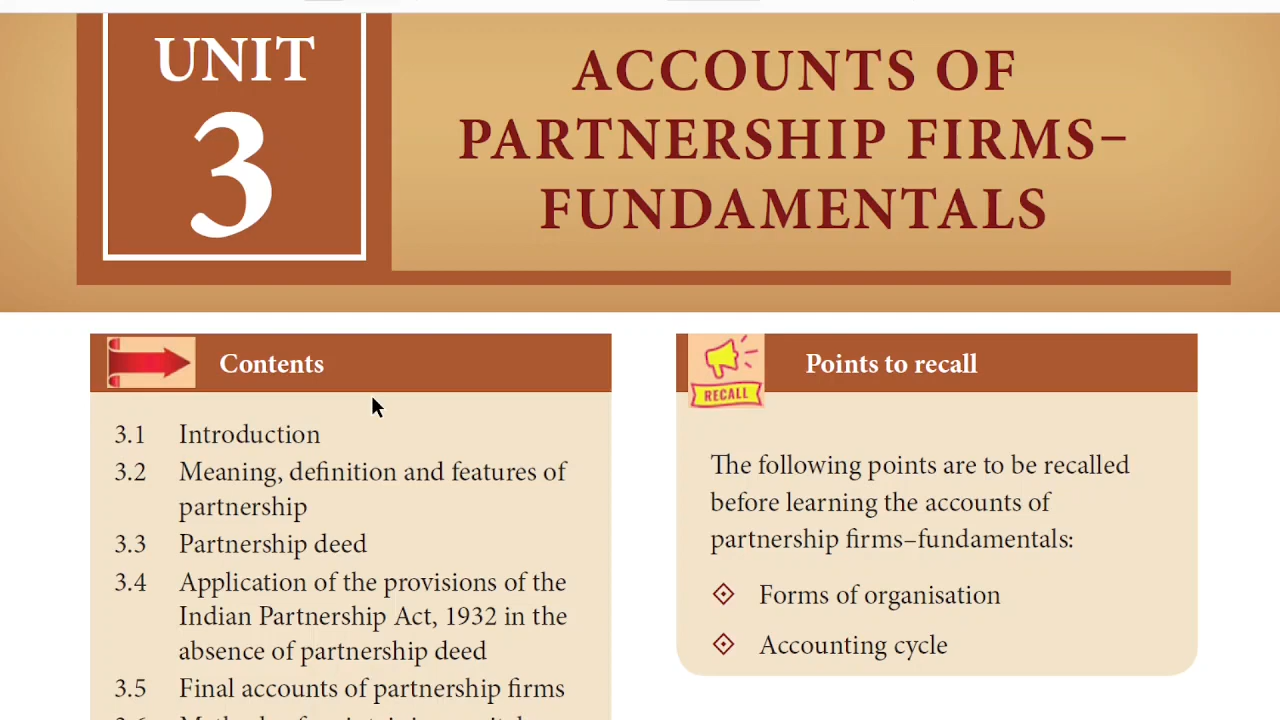 UNIT
3
ACCOUNTS OF
PARTNERSHIP FIRMS–
FUNDAMENTALS
Contents
3.1 Introduction
3.2 Meaning, definition and features of
partnership
3.3 Partnership deed
3.4 Application of the provisions of the
Indian Partnership Act, 1932 in the
absence of partnership deed
3.5 Final accounts of partnership firms
RECALL
Points to recall
The following points are to be recalled
before learning the accounts of
partnership firms–fundamentals:
Forms of organisation
Accounting cycle